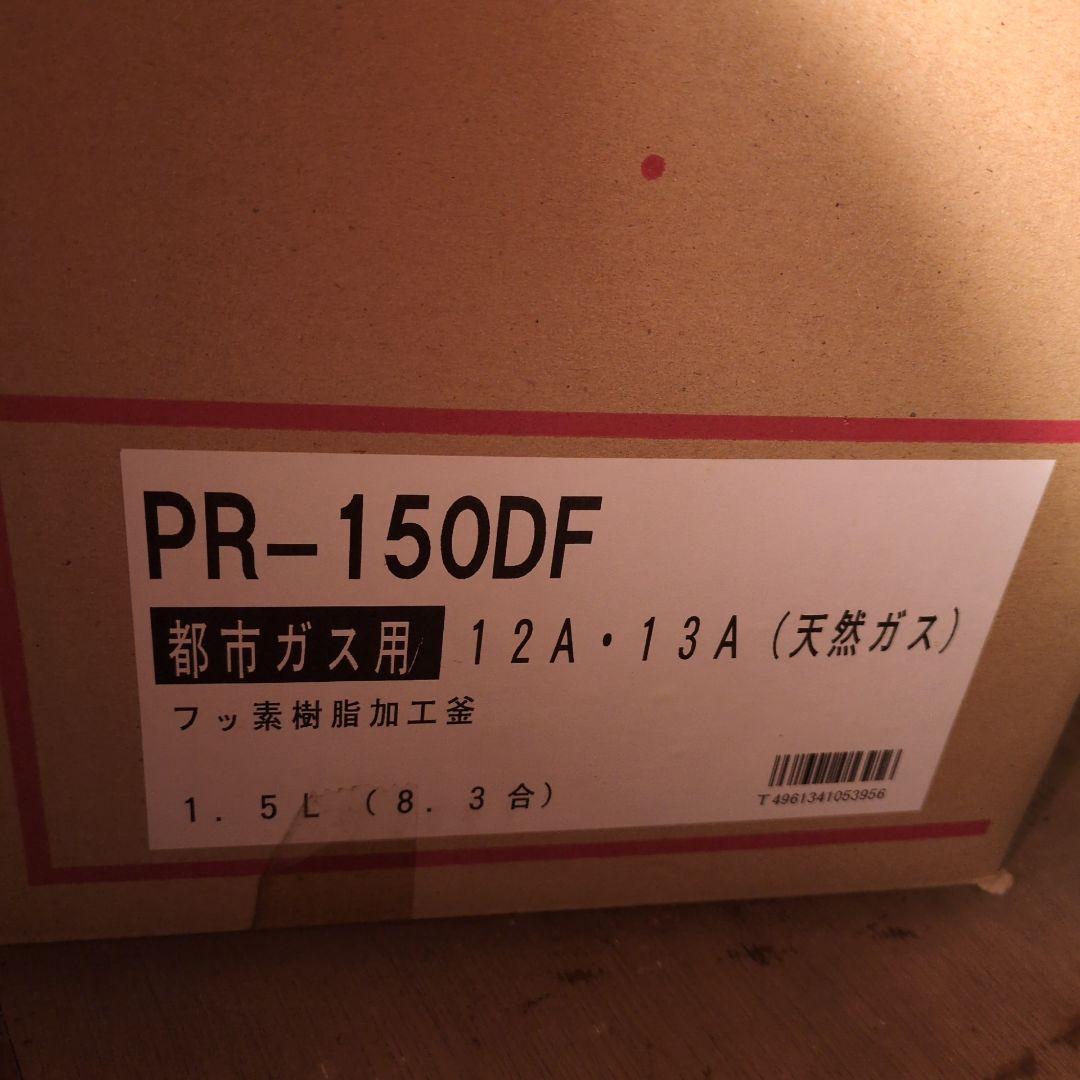 PR-150DF
都市ガス用 12A・13A(天然ガス)
フッ素樹脂加工釜
1.5L (8.3合)
T 4961341053956